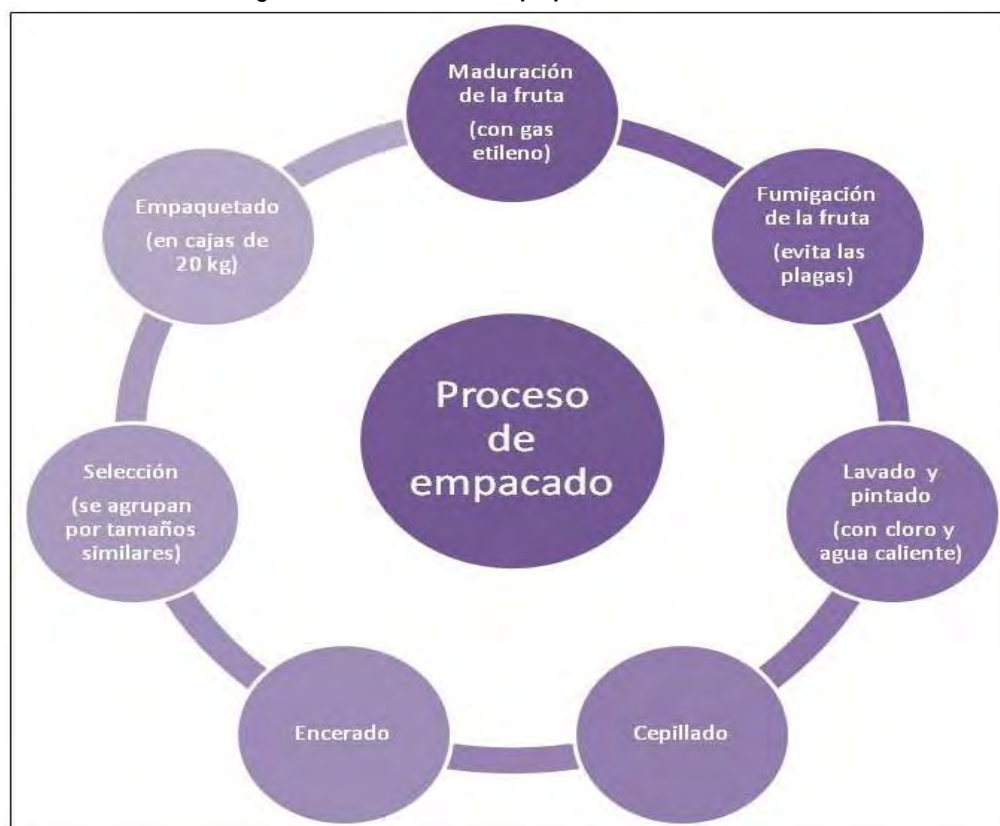 Maduración
de la fruta
(con gas
etileno)
Fumigación
de la fruta
(evita las
plagas)
Lavado y
pintado
(con cloro y
agua caliente)
Cepillado
Encerado
Selección
(se agrupan
por tamaños
similares)
Empaquetado
(en cajas de
20 kg)
Proceso
de
empacado